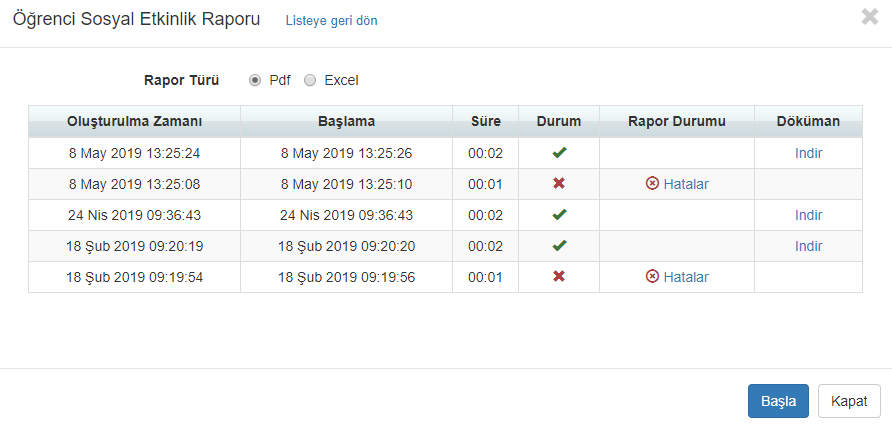 Öğrenci Sosyal Etkinlik Raporu Listeye geri dön
Rapor Türü Pdf Excel
Oluşturulma Zamanı Başlama Süre Durum Rapor Durumu Döküman
8 May 2019 13:25:24 8 May 2019 13:25:26 00:02 Indir
8 May 2019 13:25:08 8 May 2019 13:25:10 00:01 Hatalar
24 Nis 2019 09:36:43 24 Nis 2019 09:36:43 00:02 Indir
18 Şub 2019 09:20:19 18 Şub 2019 09:20:20 00:02 Indir
18 Şub 2019 09:19:54 18 Şub 2019 09:19:56 00:01 Hatalar
Başla Kapat